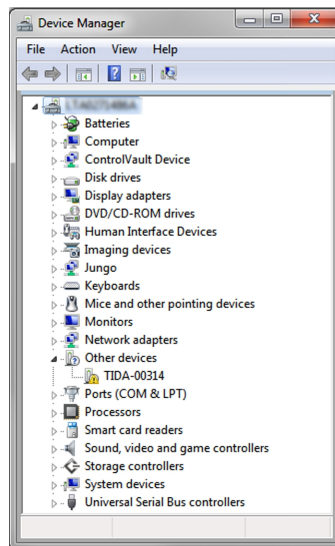 Device Manager
File Action View Help
Batteries
Computer
ControlVault Device
Disk drives
Display adapters
DVD/CD-ROM drives
Human Interface Devices
Imaging devices
Jungo
Keyboards
Mice and other pointing devices
Monitors
Network adapters
Other devices
TIDA-00314
Ports (COM & LPT)
Processors
Smart card readers
Sound, video and game controllers
Storage controllers
System devices
Universal Serial Bus controllers